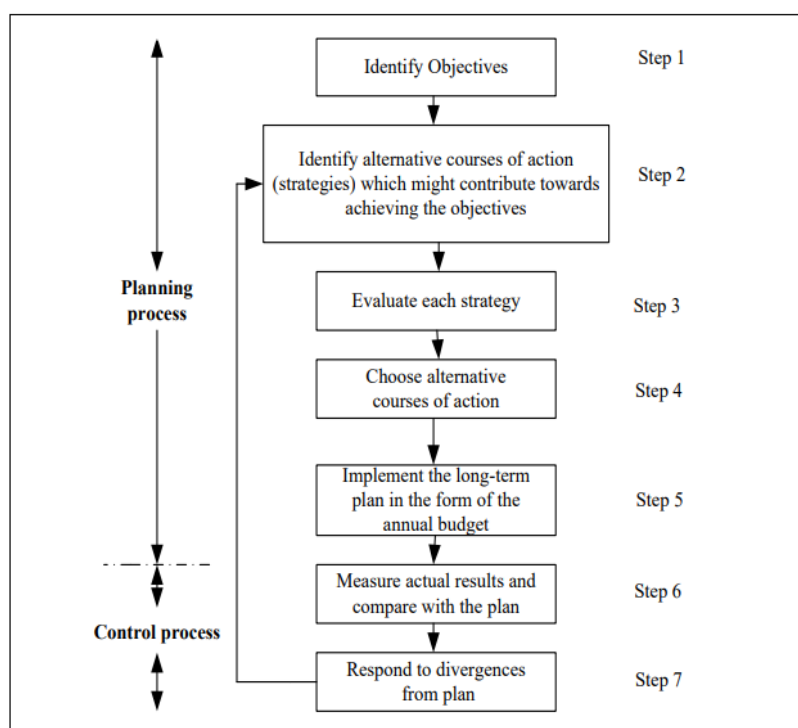 Identify Objectives
Step 1
Identify alternative courses of action
(strategies) which might contribute towards
achieving the objectives
Step 2
Planning
process
Evaluate each strategy
Step 3
Choose alternative
courses of action
Step 4
Implement the long-term
plan in the form of the
annual budget
Step 5
Measure actual results and
compare with the plan
Step 6
Control process
Respond to divergences
from plan
Step 7